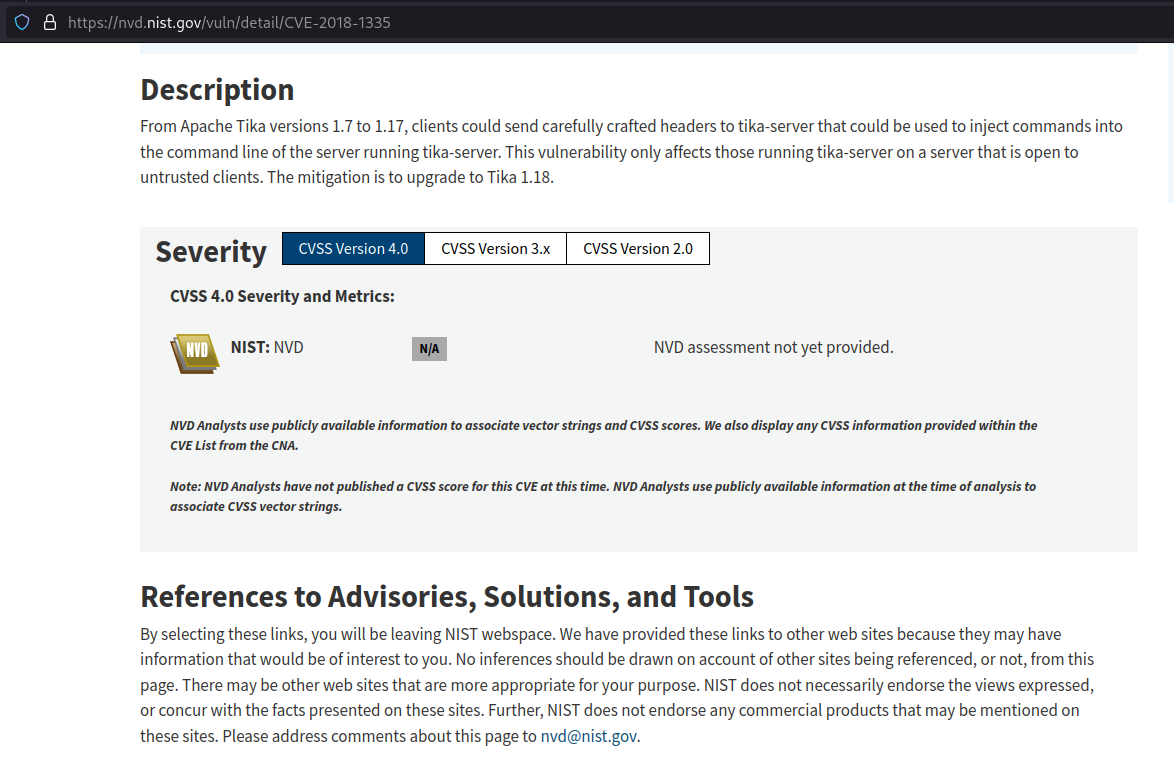 https://nvd.nist.gov/vuln/detail/CVE-2018-1335
Description
From Apache Tika versions 1.7 to 1.17, clients could send carefully crafted headers to tika-server that could be used to inject commands into
the command line of the server running tika-server. This vulnerability only affects those running tika-server on a server that is open to
untrusted clients. The mitigation is to upgrade to Tika 1.18.
Severity CVSS Version 4.0 CVSS Version 3.x CVSS Version 2.0
CVSS 4.0 Severity and Metrics:
NVD NIST: NVD N/A NVD assessment not yet provided.
NVD Analysts use publicly available information to associate vector strings and CVSS scores. We also display any CVSS information provided within the
CVE List from the CNA.
Note: NVD Analysts have not published a CVSS score for this CVE at this time. NVD Analysts use publicly available information at the time of analysis to
associate CVSS vector strings.
References to Advisories, Solutions, and Tools
By selecting these links, you will be leaving NIST webspace. We have provided these links to other web sites because they may have
information that would be of interest to you. No inferences should be drawn on account of other sites being referenced, or not, from this
page. There may be other web sites that are more appropriate for your purpose. NIST does not necessarily endorse the views expressed,
or concur with the facts presented on these sites. Further, NIST does not endorse any commercial products that may be mentioned on
these sites. Please address comments about this page to nvd@nist.gov.